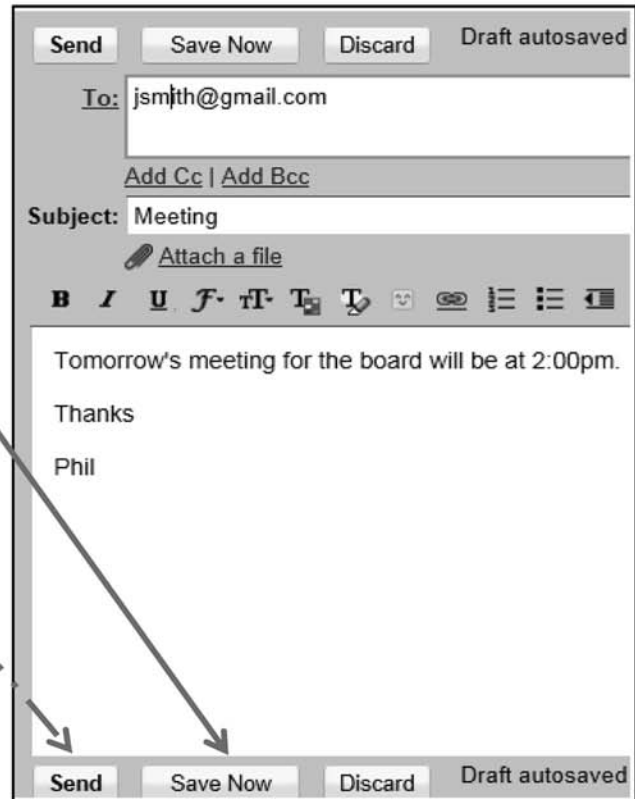 Send Save Now Discard Draft autosaved
To: jsmith@gmail.com
Add Cc | Add Bcc
Subject: Meeting
Attach a file
B I U F T T T
Tomorrow's meeting for the board will be at 2:00pm.
Thanks
Phil
Send Save Now Discard Draft autosaved